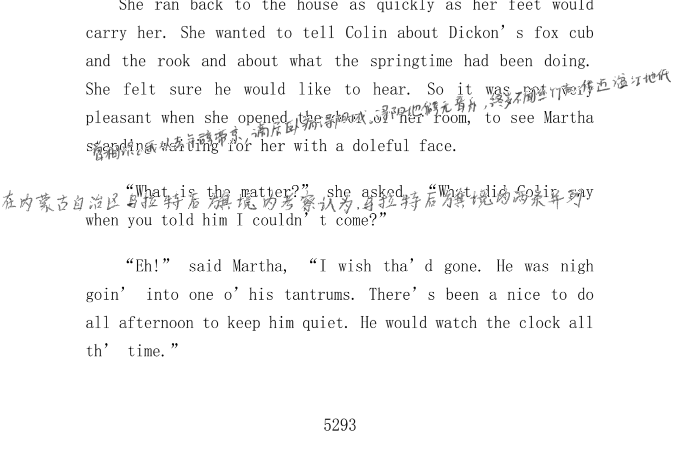 She ran back to the house as quickly as her feet would
carry her. She wanted to tell Colin about Dickon’s fox cub
and the rook and about what the springtime had been doing.
She felt sure he would like to hear. So it was not very
pleasant when she opened the door of her room, to see Martha
standing waiting for her with a doleful face.
“What is the matter?” she asked. “What did Colin say
在内蒙古自治区乌拉特后旗境内考察认为,乌拉特后旗境内两条并列
when you told him I couldn’t come?”
“Eh!” said Martha, “I wish tha’d gone. He was nigh
goin’ into one o’his tantrums. There’s been a nice to do
all afternoon to keep him quiet. He would watch the clock all
th’ time.”
5293